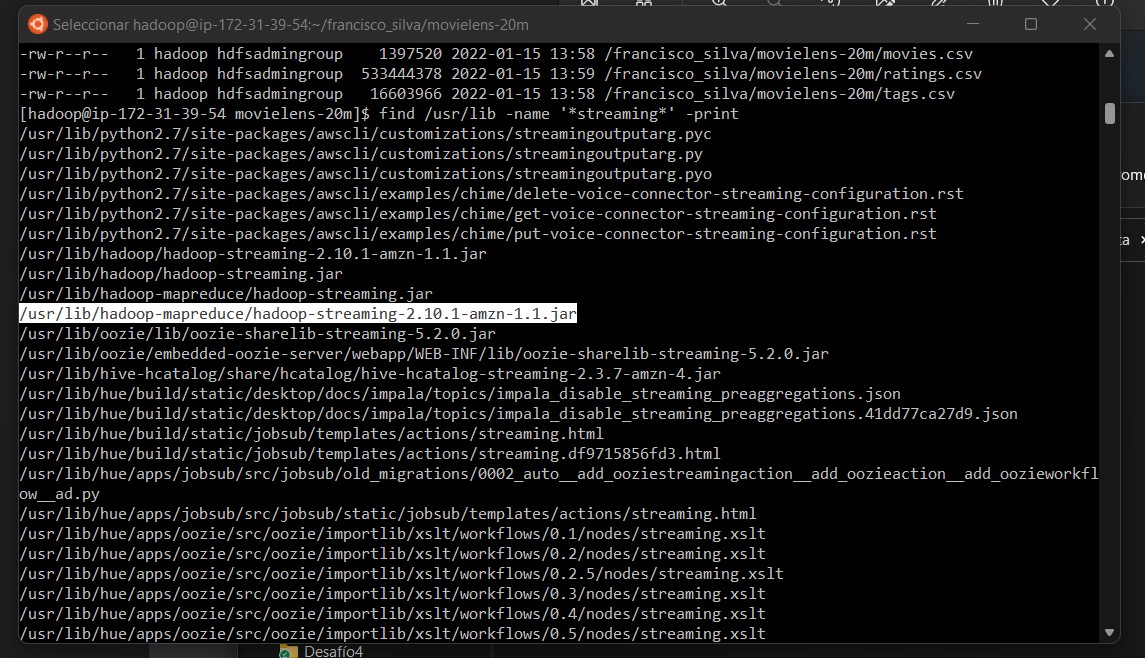 Seleccionar hadoop@ip-172-31-39-54:~/francisco_silva/movielens-20m
-rw-r--r--   1 hadoop hdfsadmingroup    1397520 2022-01-15 13:58 /francisco_silva/movielens-20m/movies.csv
-rw-r--r--   1 hadoop hdfsadmingroup  533444378 2022-01-15 13:59 /francisco_silva/movielens-20m/ratings.csv
-rw-r--r--   1 hadoop hdfsadmingroup   16603966 2022-01-15 13:58 /francisco_silva/movielens-20m/tags.csv
[hadoop@ip-172-31-39-54 movielens-20m]$ find /usr/lib -name '*streaming*' -print
/usr/lib/python2.7/site-packages/awscli/customizations/streamingoutputarg.pyc
/usr/lib/python2.7/site-packages/awscli/customizations/streamingoutputarg.py
/usr/lib/python2.7/site-packages/awscli/customizations/streamingoutputarg.pyo
/usr/lib/python2.7/site-packages/awscli/examples/chime/delete-voice-connector-streaming-configuration.rst
/usr/lib/python2.7/site-packages/awscli/examples/chime/get-voice-connector-streaming-configuration.rst
/usr/lib/python2.7/site-packages/awscli/examples/chime/put-voice-connector-streaming-configuration.rst
/usr/lib/hadoop/hadoop-streaming-2.10.1-amzn-1.1.jar
/usr/lib/hadoop/hadoop-streaming.jar
/usr/lib/hadoop-mapreduce/hadoop-streaming.jar
/usr/lib/hadoop-mapreduce/hadoop-streaming-2.10.1-amzn-1.1.jar
/usr/lib/oozie/lib/oozie-sharelib-streaming-5.2.0.jar
/usr/lib/oozie/embedded-oozie-server/webapp/WEB-INF/lib/oozie-sharelib-streaming-5.2.0.jar
/usr/lib/hive-hcatalog/share/hcatalog/hive-hcatalog-streaming-2.3.7-amzn-4.jar
/usr/lib/hue/build/static/desktop/docs/impala/topics/impala_disable_streaming_preaggregations.json
/usr/lib/hue/build/static/desktop/docs/impala/topics/impala_disable_streaming_preaggregations.41dd77ca27d9.json
/usr/lib/hue/build/static/jobsub/templates/actions/streaming.html
/usr/lib/hue/build/static/jobsub/templates/actions/streaming.df9715856fd3.html
/usr/lib/hue/apps/jobsub/src/jobsub/old_migrations/0002_auto__add_ooziestreamingaction__add_oozieaction__add_oozieworkfl
ow__ad.py
/usr/lib/hue/apps/jobsub/src/jobsub/static/jobsub/templates/actions/streaming.html
/usr/lib/hue/apps/oozie/src/oozie/importlib/xslt/workflows/0.1/nodes/streaming.xslt
/usr/lib/hue/apps/oozie/src/oozie/importlib/xslt/workflows/0.2/nodes/streaming.xslt
/usr/lib/hue/apps/oozie/src/oozie/importlib/xslt/workflows/0.2.5/nodes/streaming.xslt
/usr/lib/hue/apps/oozie/src/oozie/importlib/xslt/workflows/0.3/nodes/streaming.xslt
/usr/lib/hue/apps/oozie/src/oozie/importlib/xslt/workflows/0.4/nodes/streaming.xslt
/usr/lib/hue/apps/oozie/src/oozie/importlib/xslt/workflows/0.5/nodes/streaming.xslt
Desafío4